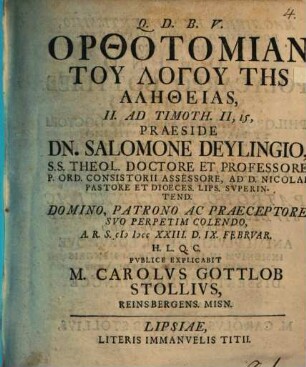 4.
Q. D. B. V.
ΟΡΘΟΤΟΜΙΑΝ
ΤΟΥ ΛΟΓΟΥ ΤΗΣ
ΑΛΗΘΕΙΑΣ,
II. AD TIMOTH. II, 15,
PRAESIDE
DN. SALOMONE DEYLINGIO,
S.S. THEOL. DOCTORE ET PROFESSORE
P. ORD. CONSISTORII ASSESSORE, AD D. NICOLAI
PASTORE ET DIOECES. LIPS. SVPERIN-
TEND.
DOMINO, PATRONO AC PRAECEPTORE
SVO PERPETIM COLENDO,
A. R. S. cIɔ Iɔcc XXIII D. IX. FEBRVAR.
H. L. Q. C.
PVBLICE EXPLICABIT
M. CAROLVS GOTTLOB
STOLLIVS,
REINSBERGENS. MISN.
LIPSIAE,
LITERIS IMMANVELIS TITII.